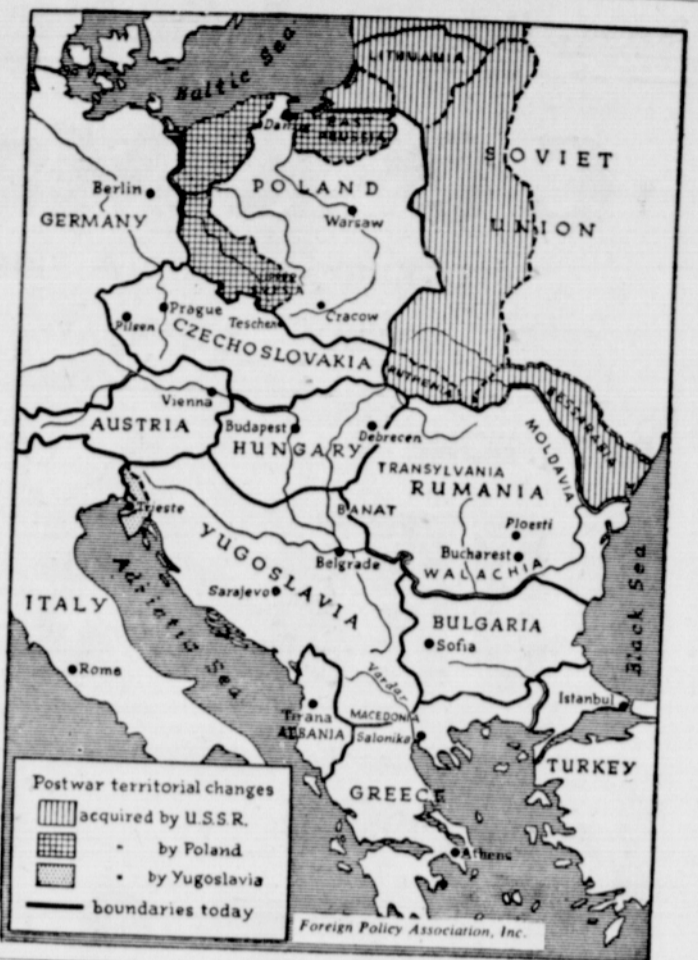 Baltic Sea
LITHUANIA
Danzig
EAST
PRUSSIA
SOVIET
UNION
POLAND
Berlin
GERMANY
Warsaw
UPPER
SILESIA
Prague
Pilsen
Teschen
Cracow
CZECHOSLOVAKIA
RUTHENIA
BESSARABIA
MOLDAVIA
Vienna
AUSTRIA
Budapest
HUNGARY
Debrecen
TRANSYLVANIA
RUMANIA
BANAT
Trieste
Ploesti
Bucharest
WALACHIA
YUGOSLAVIA
Belgrade
Sarajevo
Adriatic Sea
ITALY
Rome
BULGARIA
Sofia
Black Sea
Vardar
Istanbul
Tirana
ALBANIA
MACEDONIA
Salonika
TURKEY
GREECE
Athens
Postwar territorial changes
acquired by U.S.S.R.
" by Poland
" by Yugoslavia
boundaries today
Foreign Policy Association, Inc.